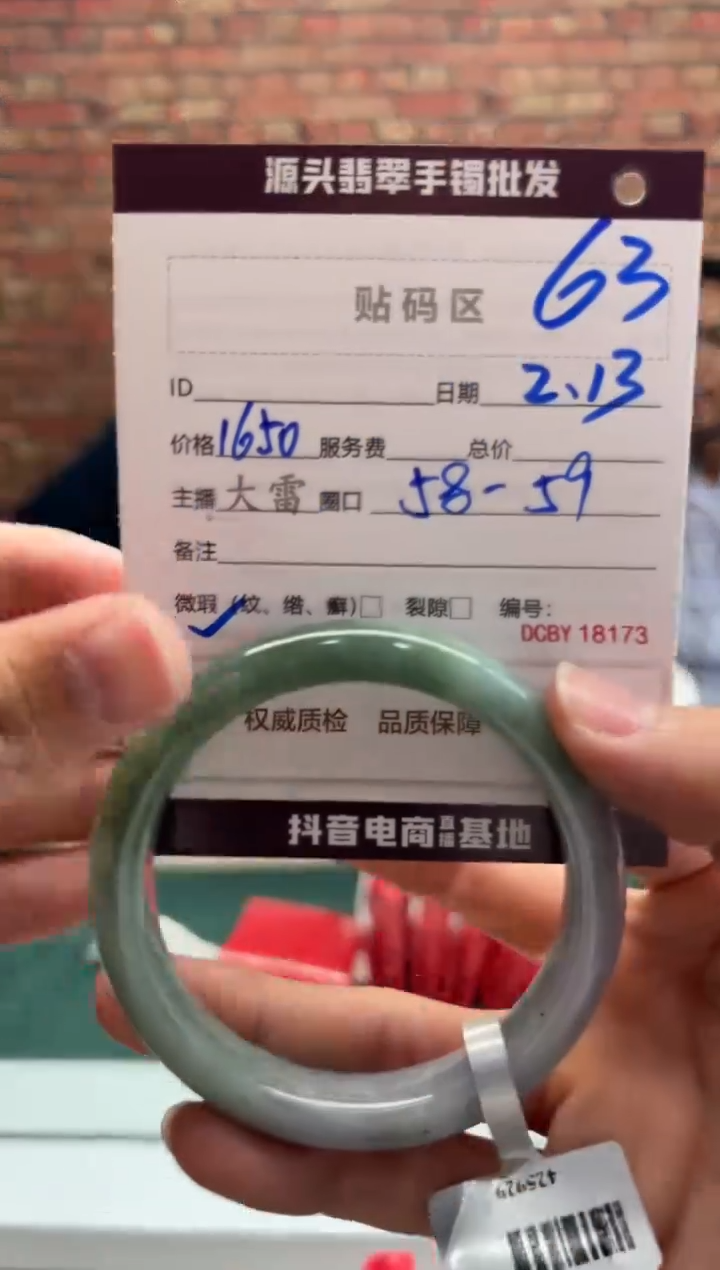 源头翡翠手镯批发
贴码区 63
ID 日期 2.13
价格 1650 服务费 总价
主播 大雷 圈口 58-59
备注
微瑕 (纹、绺、癣)□ 裂隙□ 编号:
DCBY 18173
权威质检 品质保障
抖音电商直播基地
425929